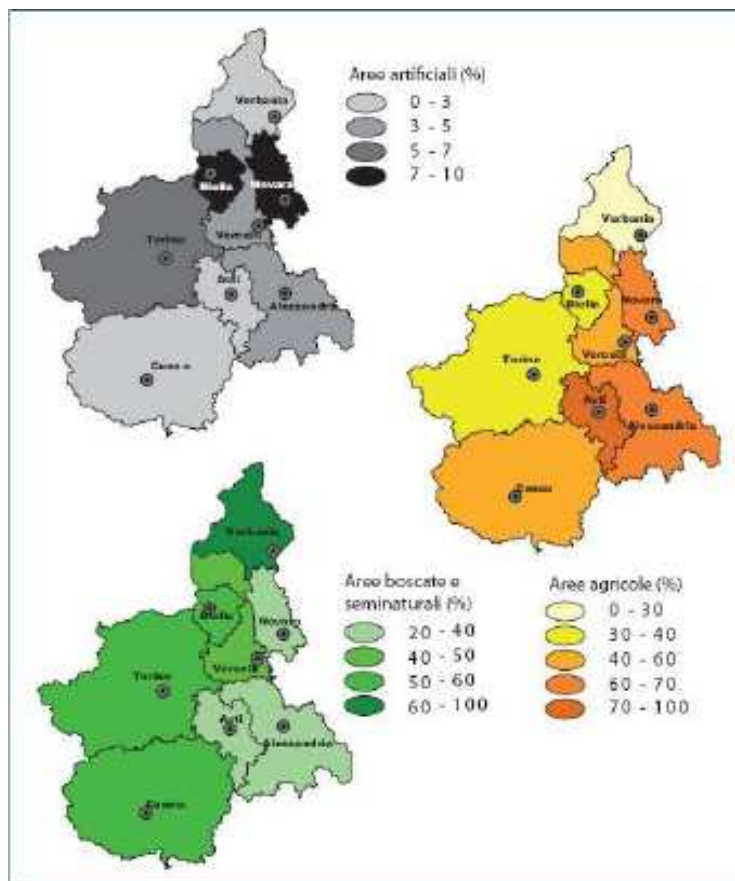 Aree artificiali (%)
0 - 3
3 - 5
5 - 7
7 - 10
Verbania
Biella
Novara
Vercelli
Torino
Asti
Alessandria
Cuneo
Verbania
Biella
Novara
Vercelli
Torino
Asti
Alessandria
Cuneo
Verbania
Biella
Novara
Vercelli
Torino
Asti
Alessandria
Cuneo
Aree boscate e
seminaturali (%)
20 - 40
40 - 50
50 - 60
60 - 100
Aree agricole (%)
0 - 30
30 - 40
40 - 60
60 - 70
70 - 100